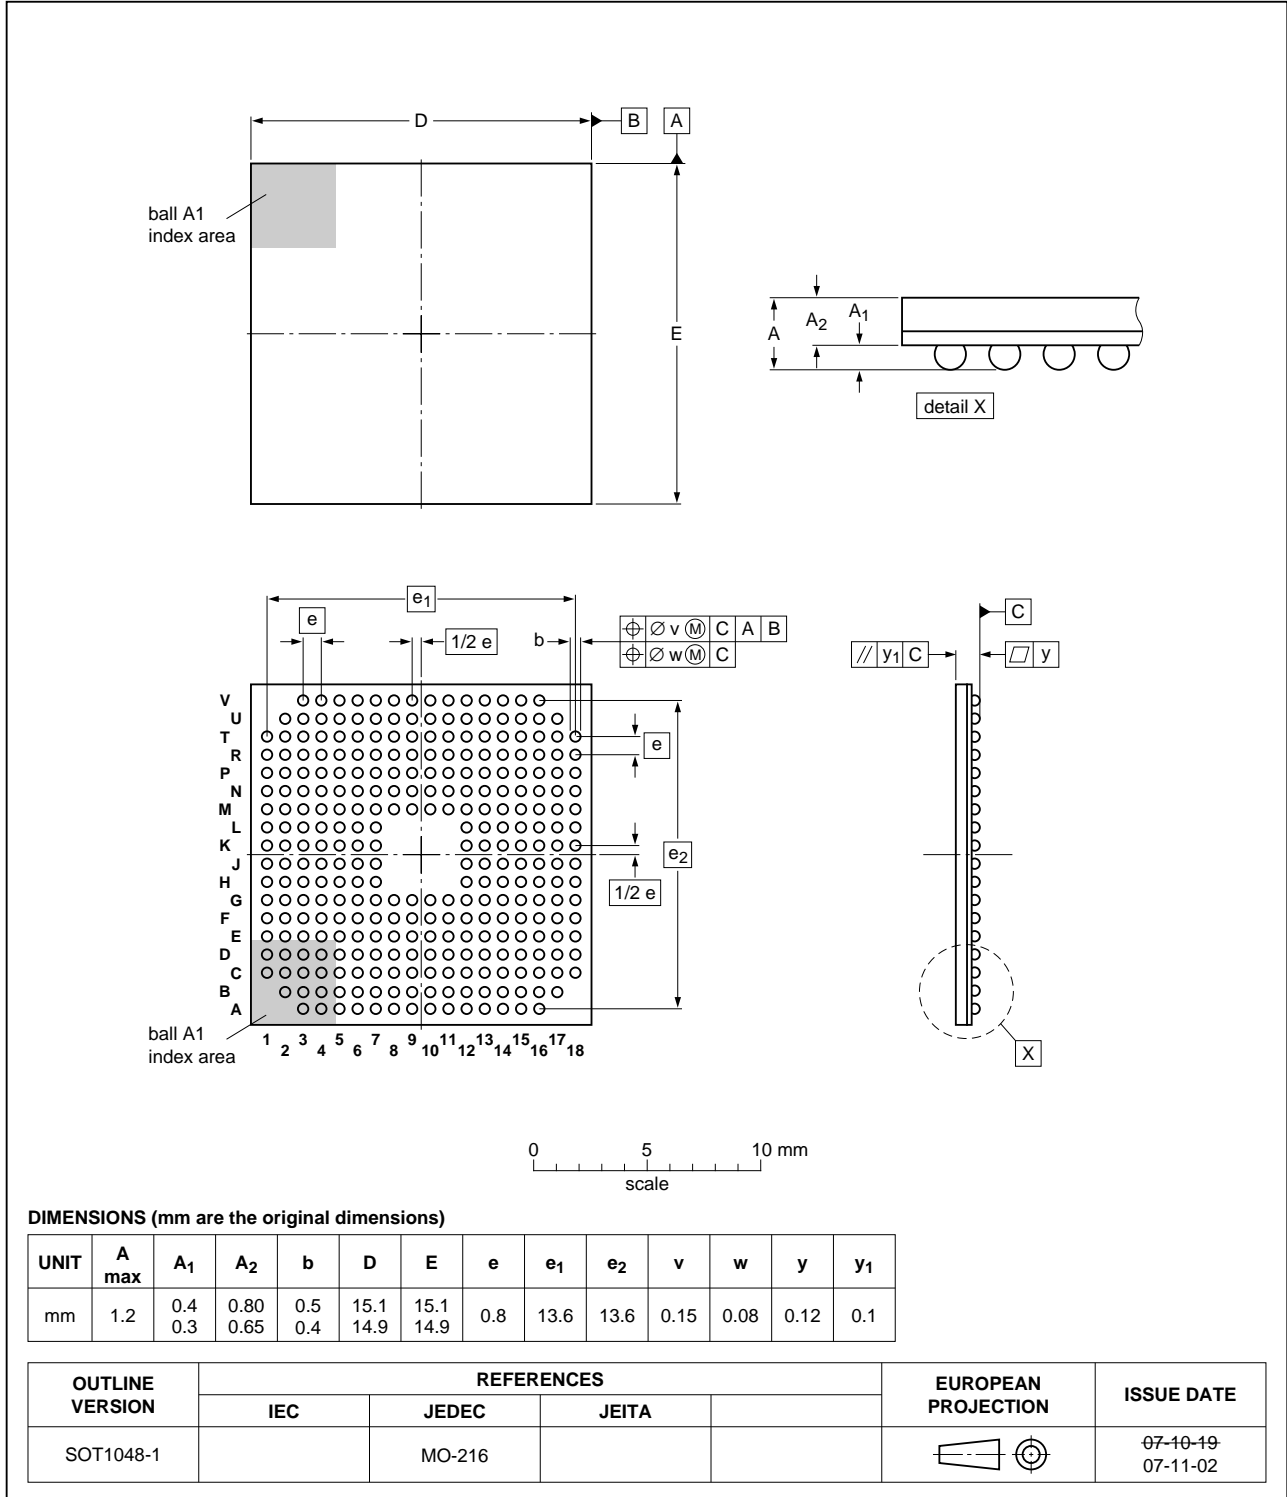 D
B
A
ball A1
index area
E
A
A2
A1
detail X
e1
e
1/2 e
b
⌀ v Ⓜ C A B
⌀ w Ⓜ C
C
// y1 C
y
V
U
T
R
P
N
M
L
K
J
H
G
F
E
D
C
B
A
e
e2
1/2 e
ball A1
index area
1 2 3 4 5 6 7 8 9 10 11 12 13 14 15 16 17 18
X
0 5 10 mm
scale
DIMENSIONS (mm are the original dimensions)
UNIT A max A1 A2 b D E e e1 e2 v w y y1
mm 1.2 0.4 0.3 0.80 0.65 0.5 0.4 15.1 14.9 15.1 14.9 0.8 13.6 13.6 0.15 0.08 0.12 0.1
OUTLINE VERSION REFERENCES EUROPEAN PROJECTION ISSUE DATE
IEC JEDEC JEITA
SOT1048-1 MO-216 07-10-19
07-11-02